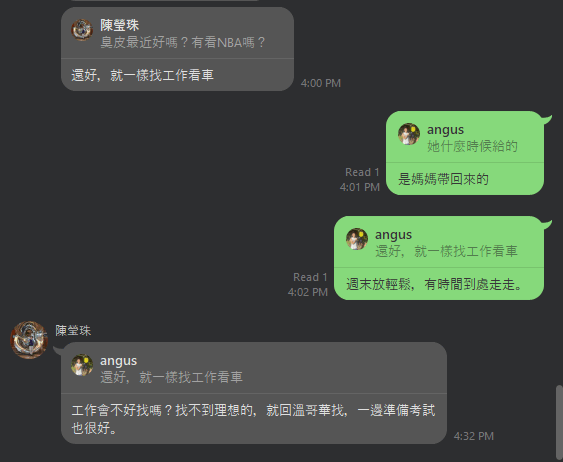 陳瑩珠
臭皮最近好嗎？有看NBA嗎？
還好，就一樣找工作看車
4:00 PM
angus
她什麼時候給的
Read 1
是媽媽帶回來的
4:01 PM
angus
還好，就一樣找工作看車
Read 1
週末放輕鬆，有時間到處走走。
4:02 PM
陳瑩珠
angus
還好，就一樣找工作看車
工作會不好找嗎？找不到理想的，就回溫哥華找，一邊準備考試
也很好。
4:32 PM